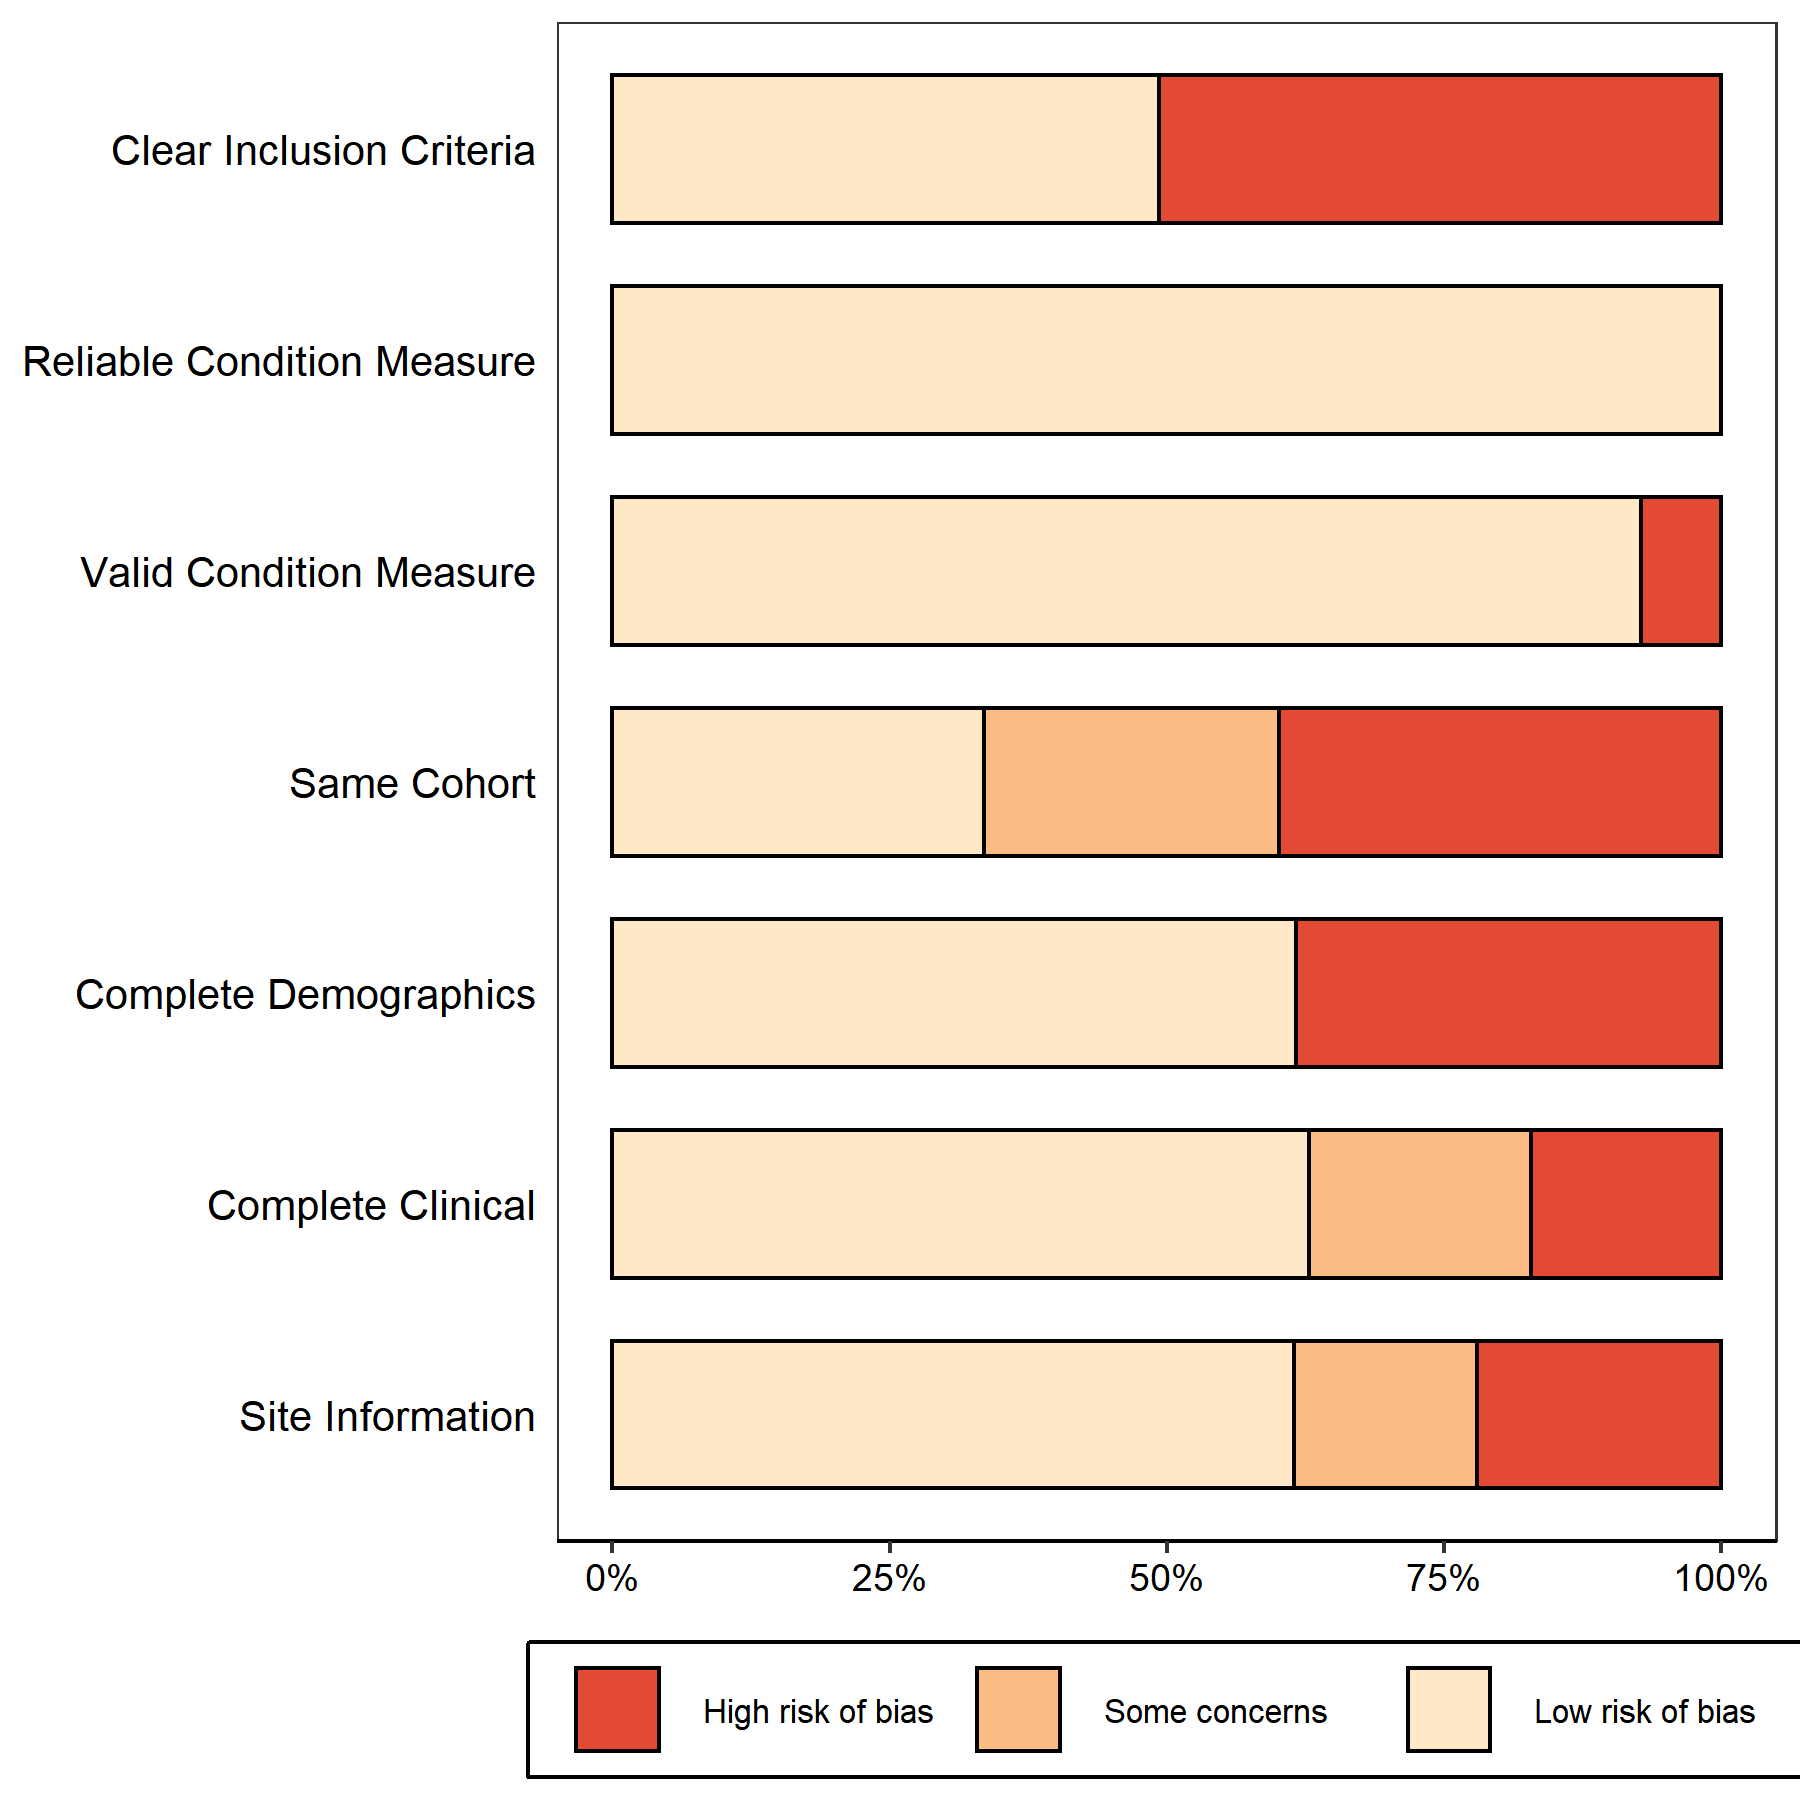 Clear Inclusion Criteria
Reliable Condition Measure
Valid Condition Measure
Same Cohort
Complete Demographics
Complete Clinical
Site Information
0% 25% 50% 75% 100%
High risk of bias Some concerns Low risk of bias